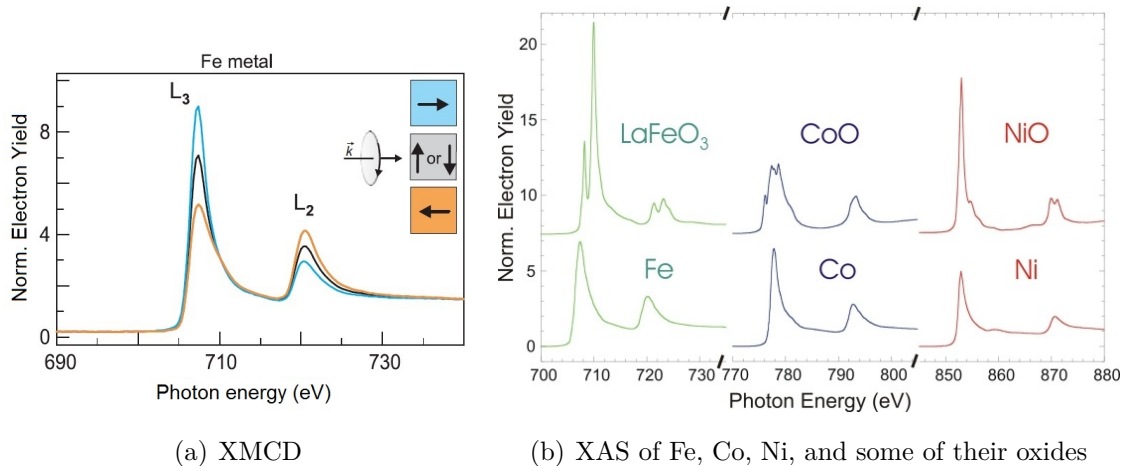 Fe metal
L₃
L₂
k⃗
or
Norm. Electron Yield
8
4
0
690 710 730
Photon energy (eV)
(a) XMCD
20
15
10
5
0
Norm. Electron Yield
LaFeO₃ CoO NiO
Fe Co Ni
700 710 720 730 770 780 790 800 850 860 870 880
Photon Energy (eV)
(b) XAS of Fe, Co, Ni, and some of their oxides